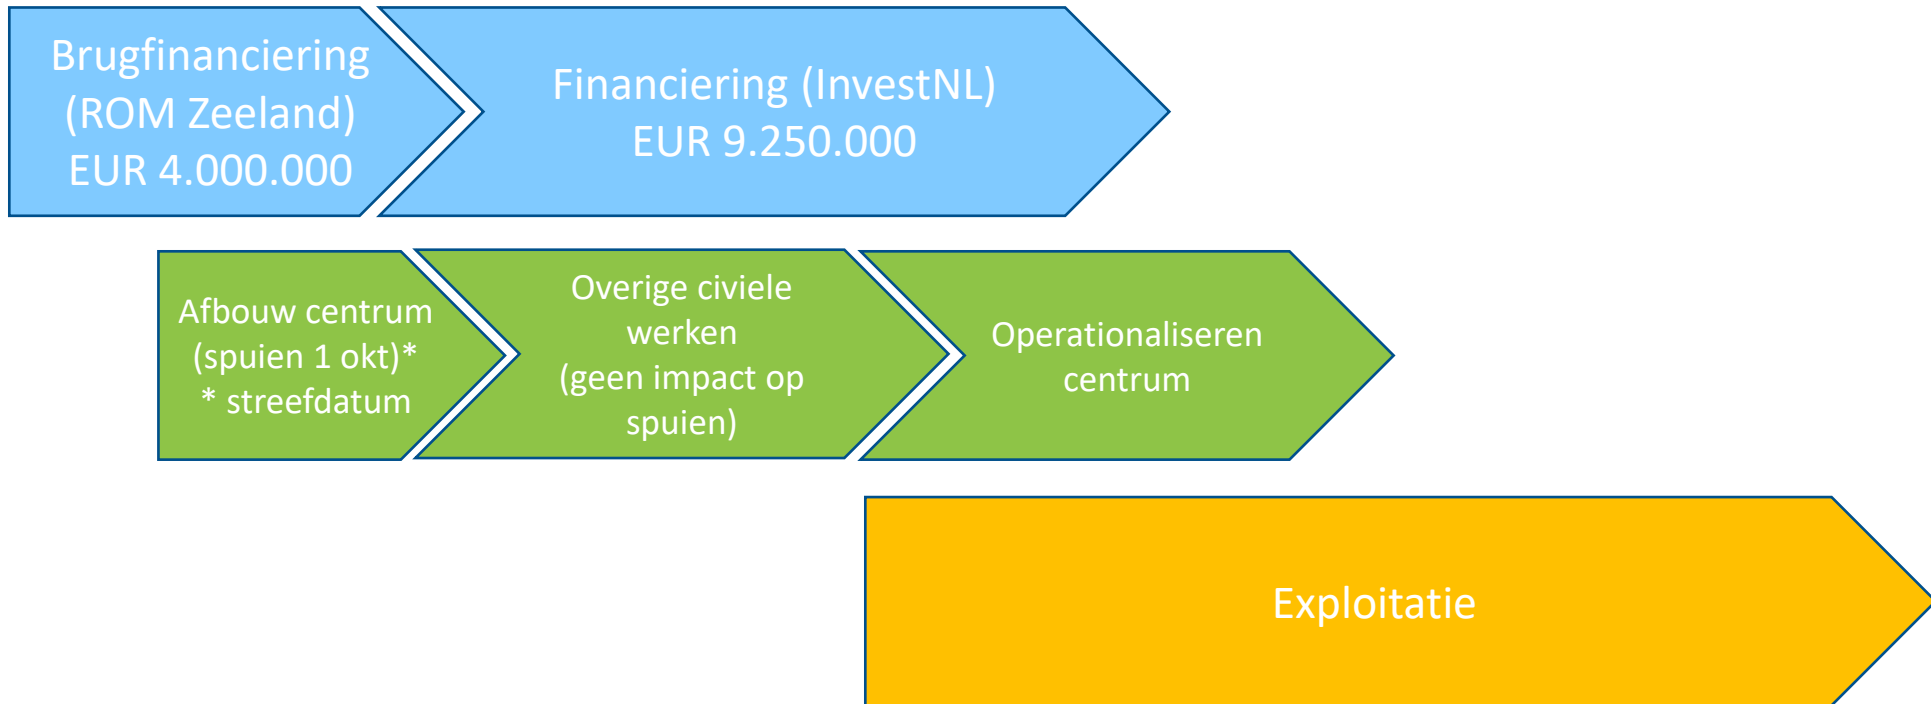 Brugfinanciering
(ROM Zeeland)
EUR 4.000.000
Financiering (InvestNL)
EUR 9.250.000
Afbouw centrum
(spuien 1 okt)*
* streefdatum
Overige civiele
werken
(geen impact op
spuien)
Operationaliseren
centrum
Exploitatie